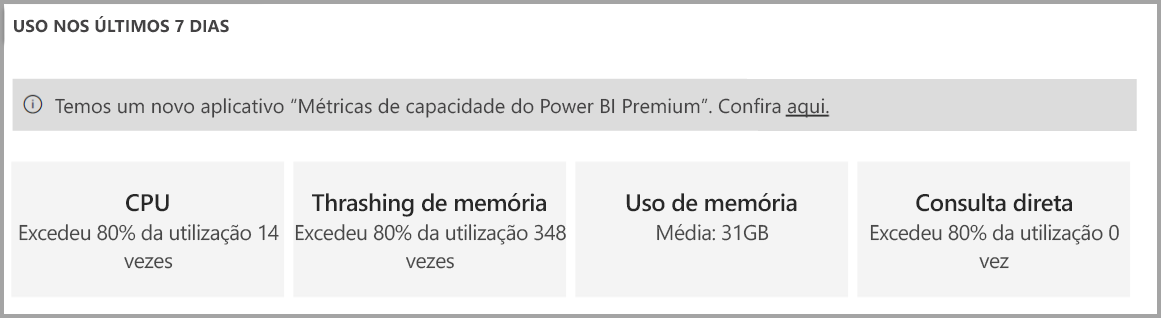 USO NOS ÚLTIMOS 7 DIAS
Temos um novo aplicativo “Métricas de capacidade do Power BI Premium”. Confira aqui.
CPU
Excedeu 80% da utilização 14
vezes
Thrashing de memória
Excedeu 80% da utilização 348
vezes
Uso de memória
Média: 31GB
Consulta direta
Excedeu 80% da utilização 0
vez